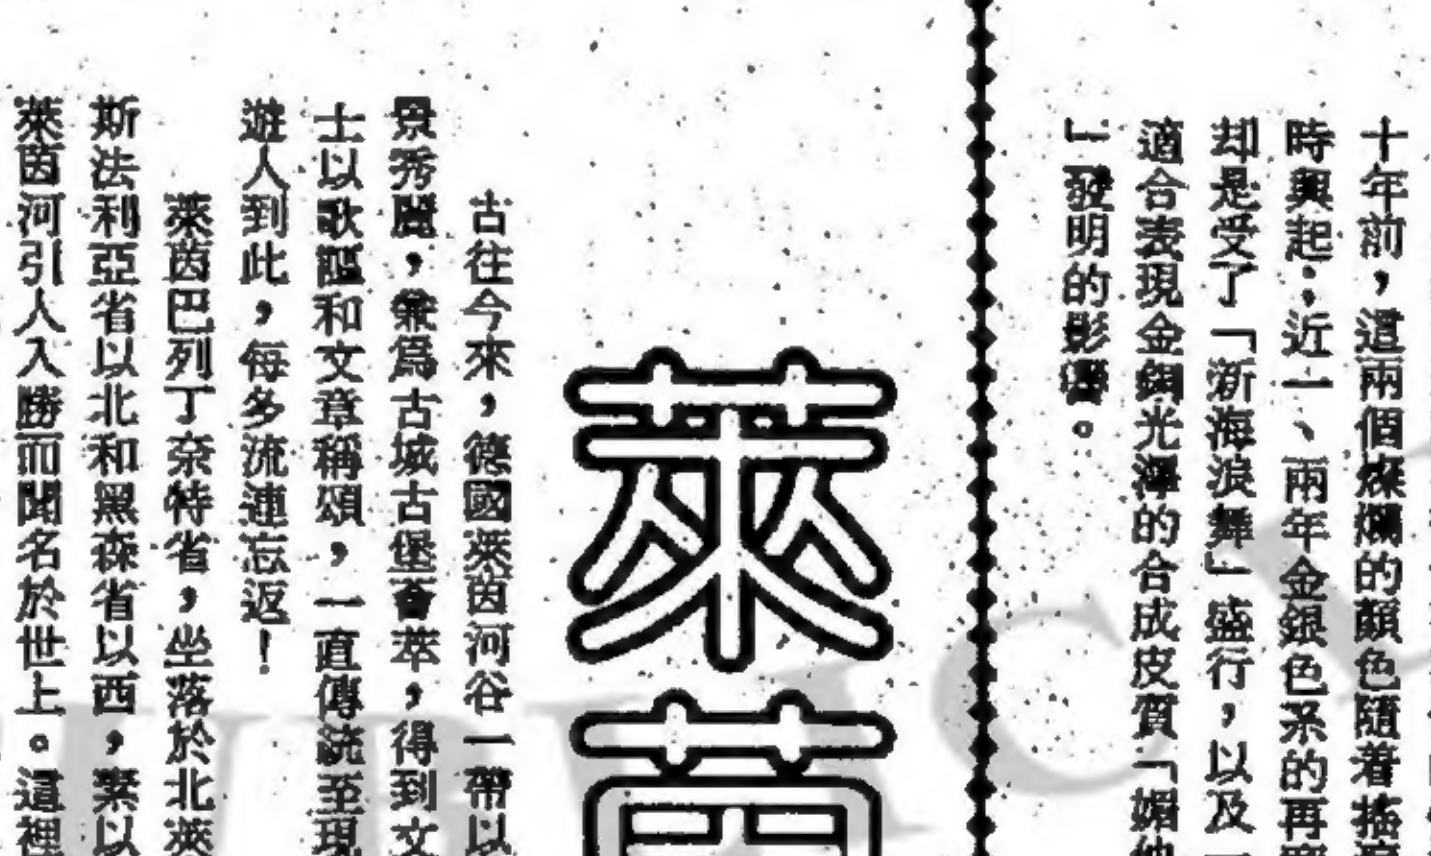 十年前，這兩個燦爛的顏色隨着搖
時興起；近一、兩年金銀色系的再
却是受了「新海浪舞」盛行，以及
適合表現金銅光澤的合成皮質「媚
」發明的影響。
萊茵
古往今來，德國萊茵河谷一帶以
景秀麗，兼爲古城古堡薈萃，得到文
士以歌謳和文章稱頌，一直傳流至現
遊人到此，每多流連忘返！
萊茵巴列丁奈特省，坐落於北萊
斯法利亞省以北和黑森省以西，素以
萊茵河引人入勝而聞名於世上。這裡